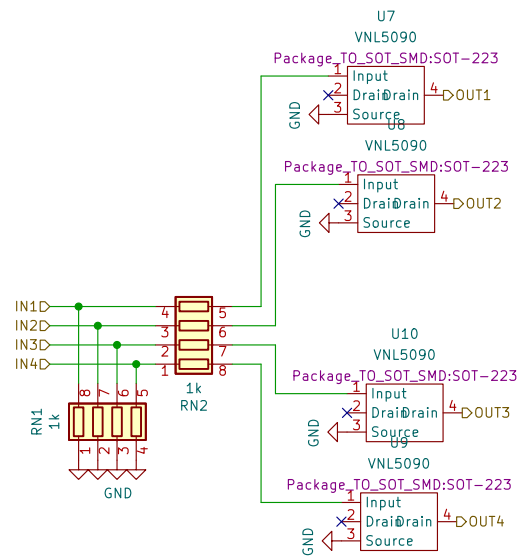 U7
VNL5090
Package_TO_SOT_SMD:SOT-223
1 Input
2 Drain Drain 4 OUT1
3 Source
GND
U8
VNL5090
Package_TO_SOT_SMD:SOT-223
1 Input
2 Drain Drain 4 OUT2
3 Source
GND
IN1 4 5
IN2 3 6
IN3 2 7
IN4 1 8
1k
RN2
8 7 6 5
RN1
1k
1 2 3 4
GND
U10
VNL5090
Package_TO_SOT_SMD:SOT-223
1 Input
2 Drain Drain 4 OUT3
3 Source
GND
U9
VNL5090
Package_TO_SOT_SMD:SOT-223
1 Input
2 Drain Drain 4 OUT4
3 Source
GND